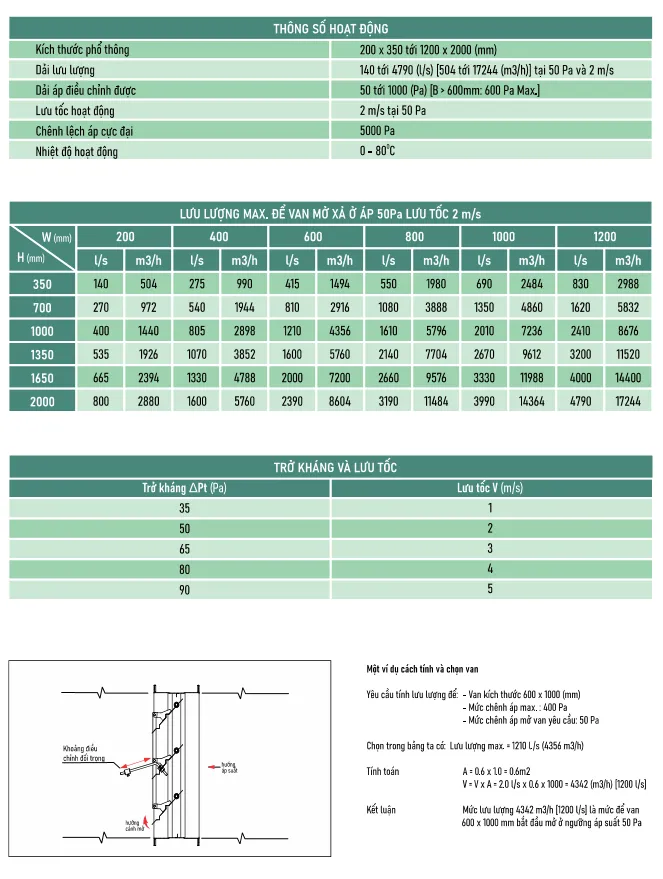 THÔNG SỐ HOẠT ĐỘNG
Kích thước phổ thông 200 x 350 tới 1200 x 2000 (mm)
Dải lưu lượng 140 tới 4790 (l/s) [504 tới 17244 (m3/h)] tại 50 Pa và 2 m/s
Dải áp điều chỉnh được 50 tới 1000 (Pa) [B > 600mm: 600 Pa Max.]
Lưu tốc hoạt động 2 m/s tại 50 Pa
Chênh lệch áp cực đại 5000 Pa
Nhiệt độ hoạt động 0 - 80°C
LƯU LƯỢNG MAX. ĐỂ VAN MỞ XẢ Ở ÁP 50Pa LƯU TỐC 2 m/s
W (mm) 200 400 600 800 1000 1200
H (mm) l/s m3/h l/s m3/h l/s m3/h l/s m3/h l/s m3/h l/s m3/h
350 140 504 275 990 415 1494 550 1980 690 2484 830 2988
700 270 972 540 1944 810 2916 1080 3888 1350 4860 1620 5832
1000 400 1440 805 2898 1210 4356 1610 5796 2010 7236 2410 8676
1350 535 1926 1070 3852 1600 5760 2140 7704 2670 9612 3200 11520
1650 665 2394 1330 4788 2000 7200 2660 9576 3330 11988 4000 14400
2000 800 2880 1600 5760 2390 8604 3190 11484 3990 14364 4790 17244
TRỞ KHÁNG VÀ LƯU TỐC
Trở kháng △Pt (Pa) Lưu tốc V (m/s)
35 1
50 2
65 3
80 4
90 5
Khoảng điều
chỉnh đối trọng
hướng
áp suất
hướng
cánh mở
Một ví dụ cách tính và chọn van
Yêu cầu tính lưu lượng để: - Van kích thước 600 x 1000 (mm)
- Mức chênh áp max. : 400 Pa
- Mức chênh áp mở van yêu cầu: 50 Pa
Chọn trong bảng ta có: Lưu lượng max. = 1210 L/s (4356 m3/h)
Tính toán A = 0.6 x 1.0 = 0.6m2
V = V x A = 2.0 l/s x 0.6 x 1000 = 4342 (m3/h) [1200 l/s]
Kết luận Mức lưu lượng 4342 m3/h [1200 l/s] là mức để van
600 x 1000 mm bắt đầu mở ở ngưỡng áp suất 50 Pa